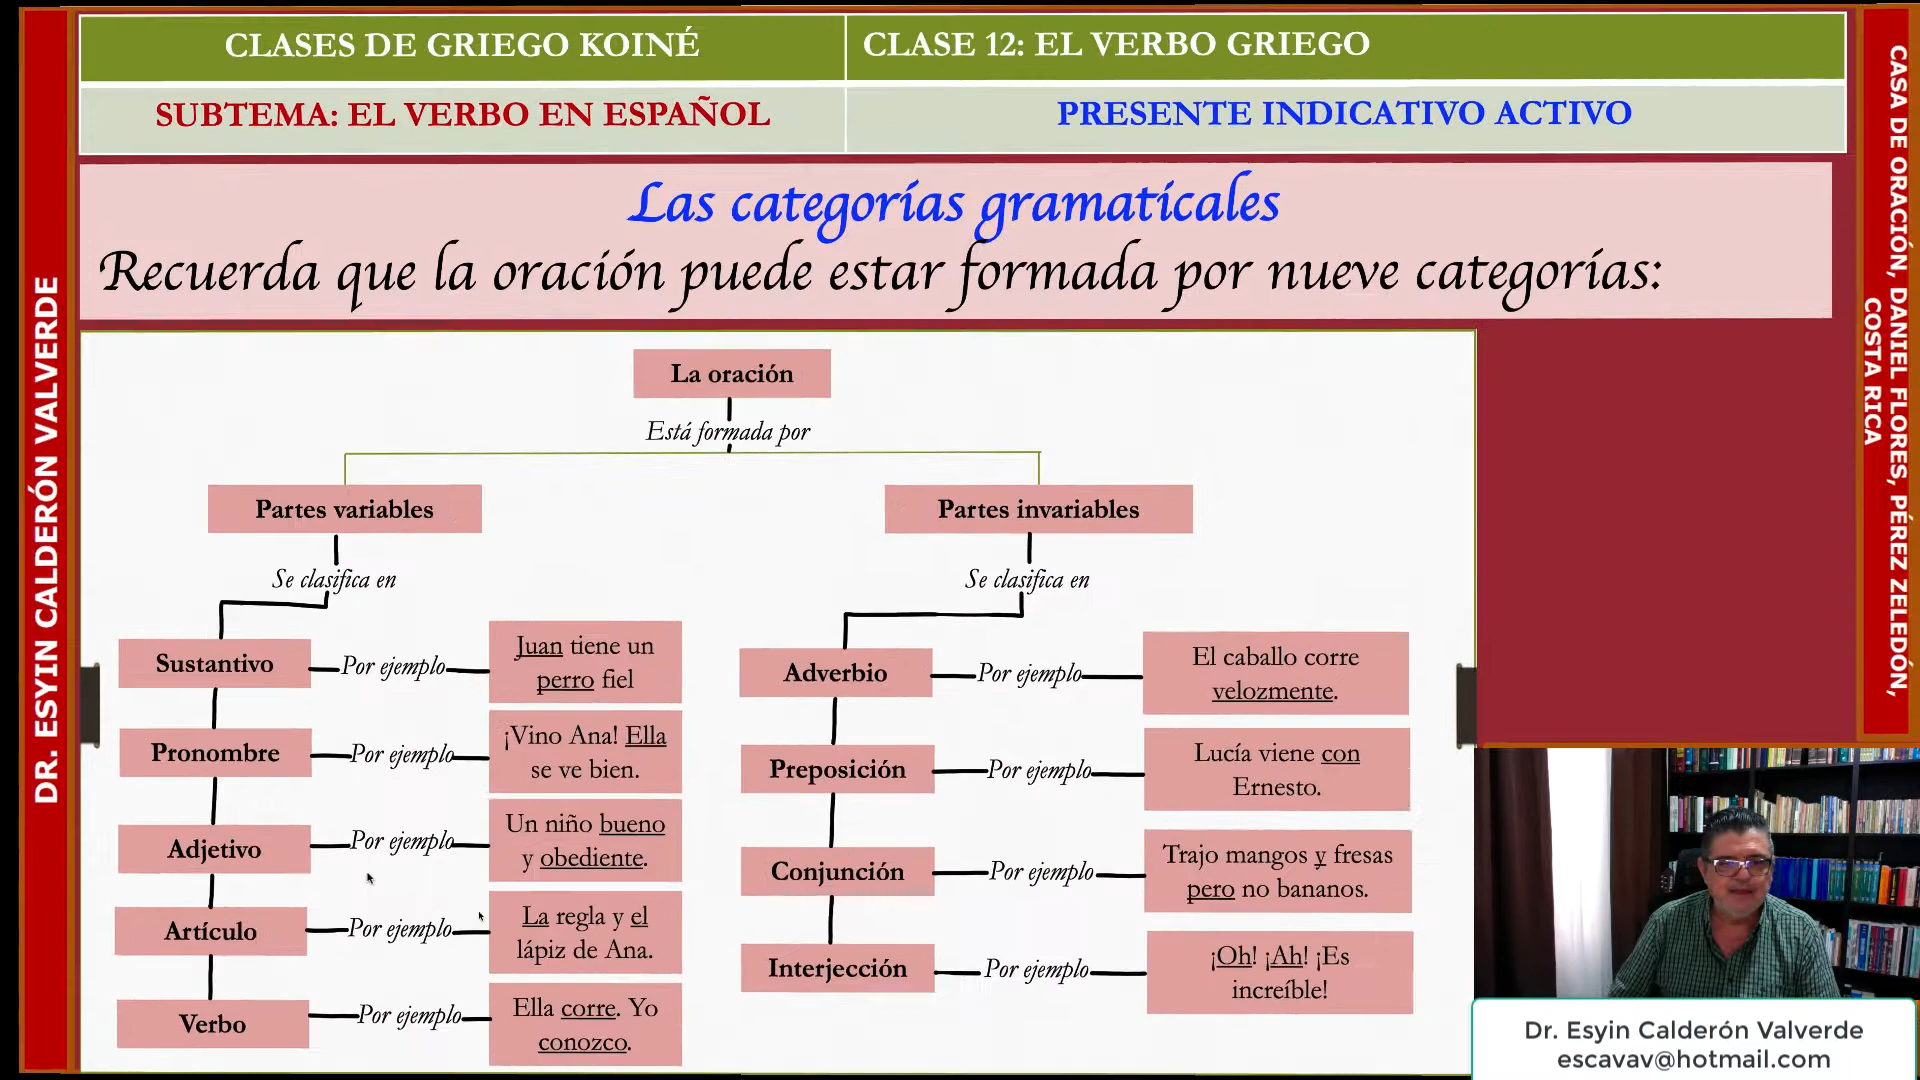 CLASES DE GRIEGO KOINÉ
CLASE 12: EL VERBO GRIEGO
SUBTEMA: EL VERBO EN ESPAÑOL
PRESENTE INDICATIVO ACTIVO
Las categorías gramaticales
Recuerda que la oración puede estar formada por nueve categorías:
La oración
Está formada por
Partes variables
Se clasifica en
Sustantivo
Por ejemplo
Juan tiene un
perro fiel
Pronombre
Por ejemplo
¡Vino Ana! Ella
se ve bien.
Adjetivo
Por ejemplo
Un niño bueno
y obediente.
Artículo
Por ejemplo
La regla y el
lápiz de Ana.
Verbo
Por ejemplo
Ella corre. Yo
conozco.
Partes invariables
Se clasifica en
Adverbio
Por ejemplo
El caballo corre
velozmente.
Preposición
Por ejemplo
Lucía viene con
Ernesto.
Conjunción
Por ejemplo
Trajo mangos y fresas
pero no bananos.
Interjección
Por ejemplo
¡Oh! ¡Ah! ¡Es
increíble!
DR. ESYIN CALDERÓN VALVERDE
CASA DE ORACIÓN, DANIEL FLORES, PÉREZ ZELEDÓN,
COSTA RICA
Dr. Esyin Calderón Valverde
escavav@hotmail.com